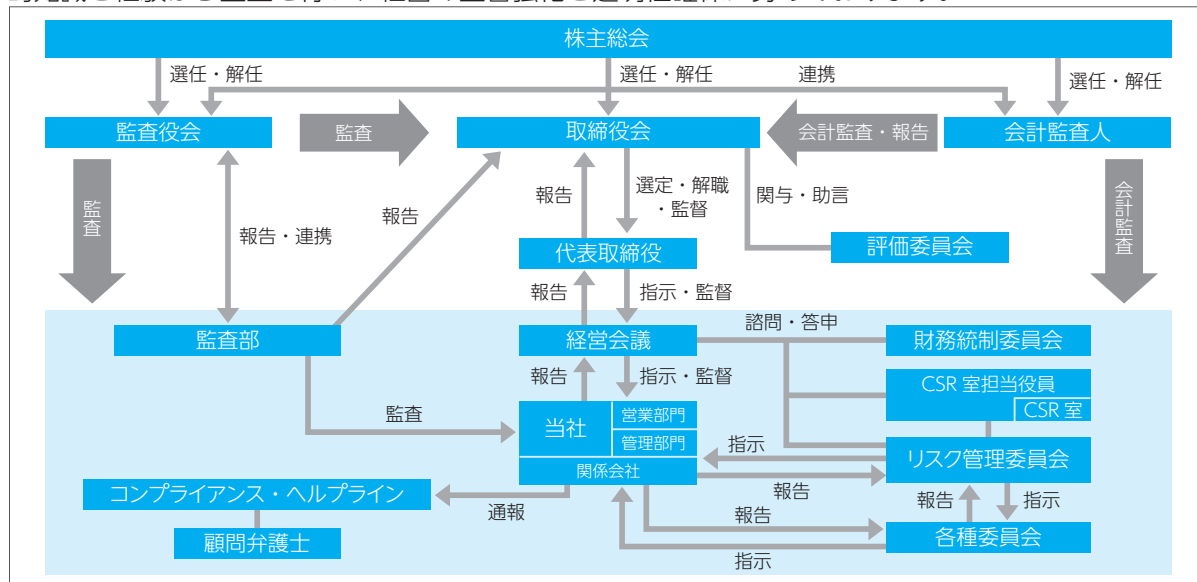 株主総会
選任・解任
選任・解任
連携
選任・解任
監査役会
監査
取締役会
会計監査・報告
会計監査人
監査
報告・連携
報告
報告
選定・解職
・監督
関与・助言
会計監査
代表取締役
評価委員会
報告
指示・監督
監査部
経営会議
諮問・答申
財務統制委員会
報告
指示・監督
CSR 室担当役員
CSR 室
監査
当社
営業部門
管理部門
関係会社
指示
リスク管理委員会
報告
コンプライアンス・ヘルプライン
通報
報告
報告
指示
顧問弁護士
各種委員会
指示